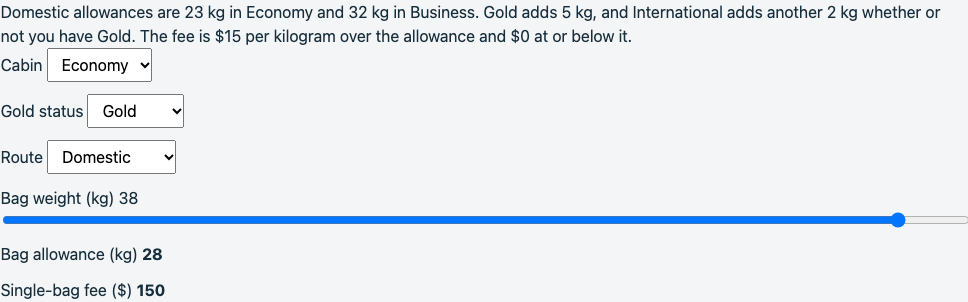 Domestic allowances are 23 kg in Economy and 32 kg in Business. Gold adds 5 kg, and International adds another 2 kg whether or
not you have Gold. The fee is $15 per kilogram over the allowance and $0 at or below it.
Cabin Economy
Gold status Gold
Route Domestic
Bag weight (kg) 38
Bag allowance (kg) 28
Single-bag fee ($) 150